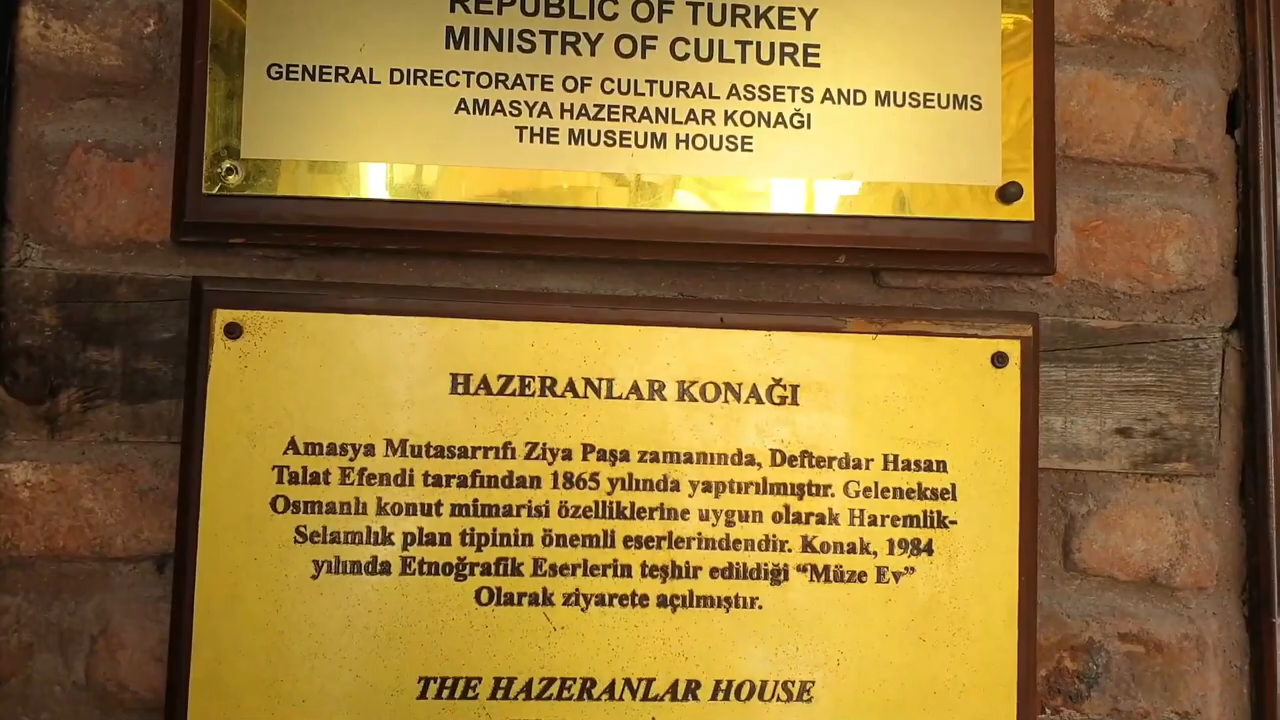 REPUBLIC OF TURKEY
MINISTRY OF CULTURE
GENERAL DIRECTORATE OF CULTURAL ASSETS AND MUSEUMS
AMASYA HAZERANLAR KONAĞI
THE MUSEUM HOUSE
HAZERANLAR KONAĞI
Amasya Mutasarrıfı Ziya Paşa zamanında, Defterdar Hasan
Talat Efendi tarafından 1865 yılında yaptırılmıştır. Geleneksel
Osmanlı konut mimarisi özelliklerine uygun olarak Haremlik-
Selamlık plan tipinin önemli eserlerindendir. Konak, 1984
yılında Etnoğrafik Eserlerin teşhir edildiği “Müze Ev”
Olarak ziyarete açılmıştır.
THE HAZERANLAR HOUSE